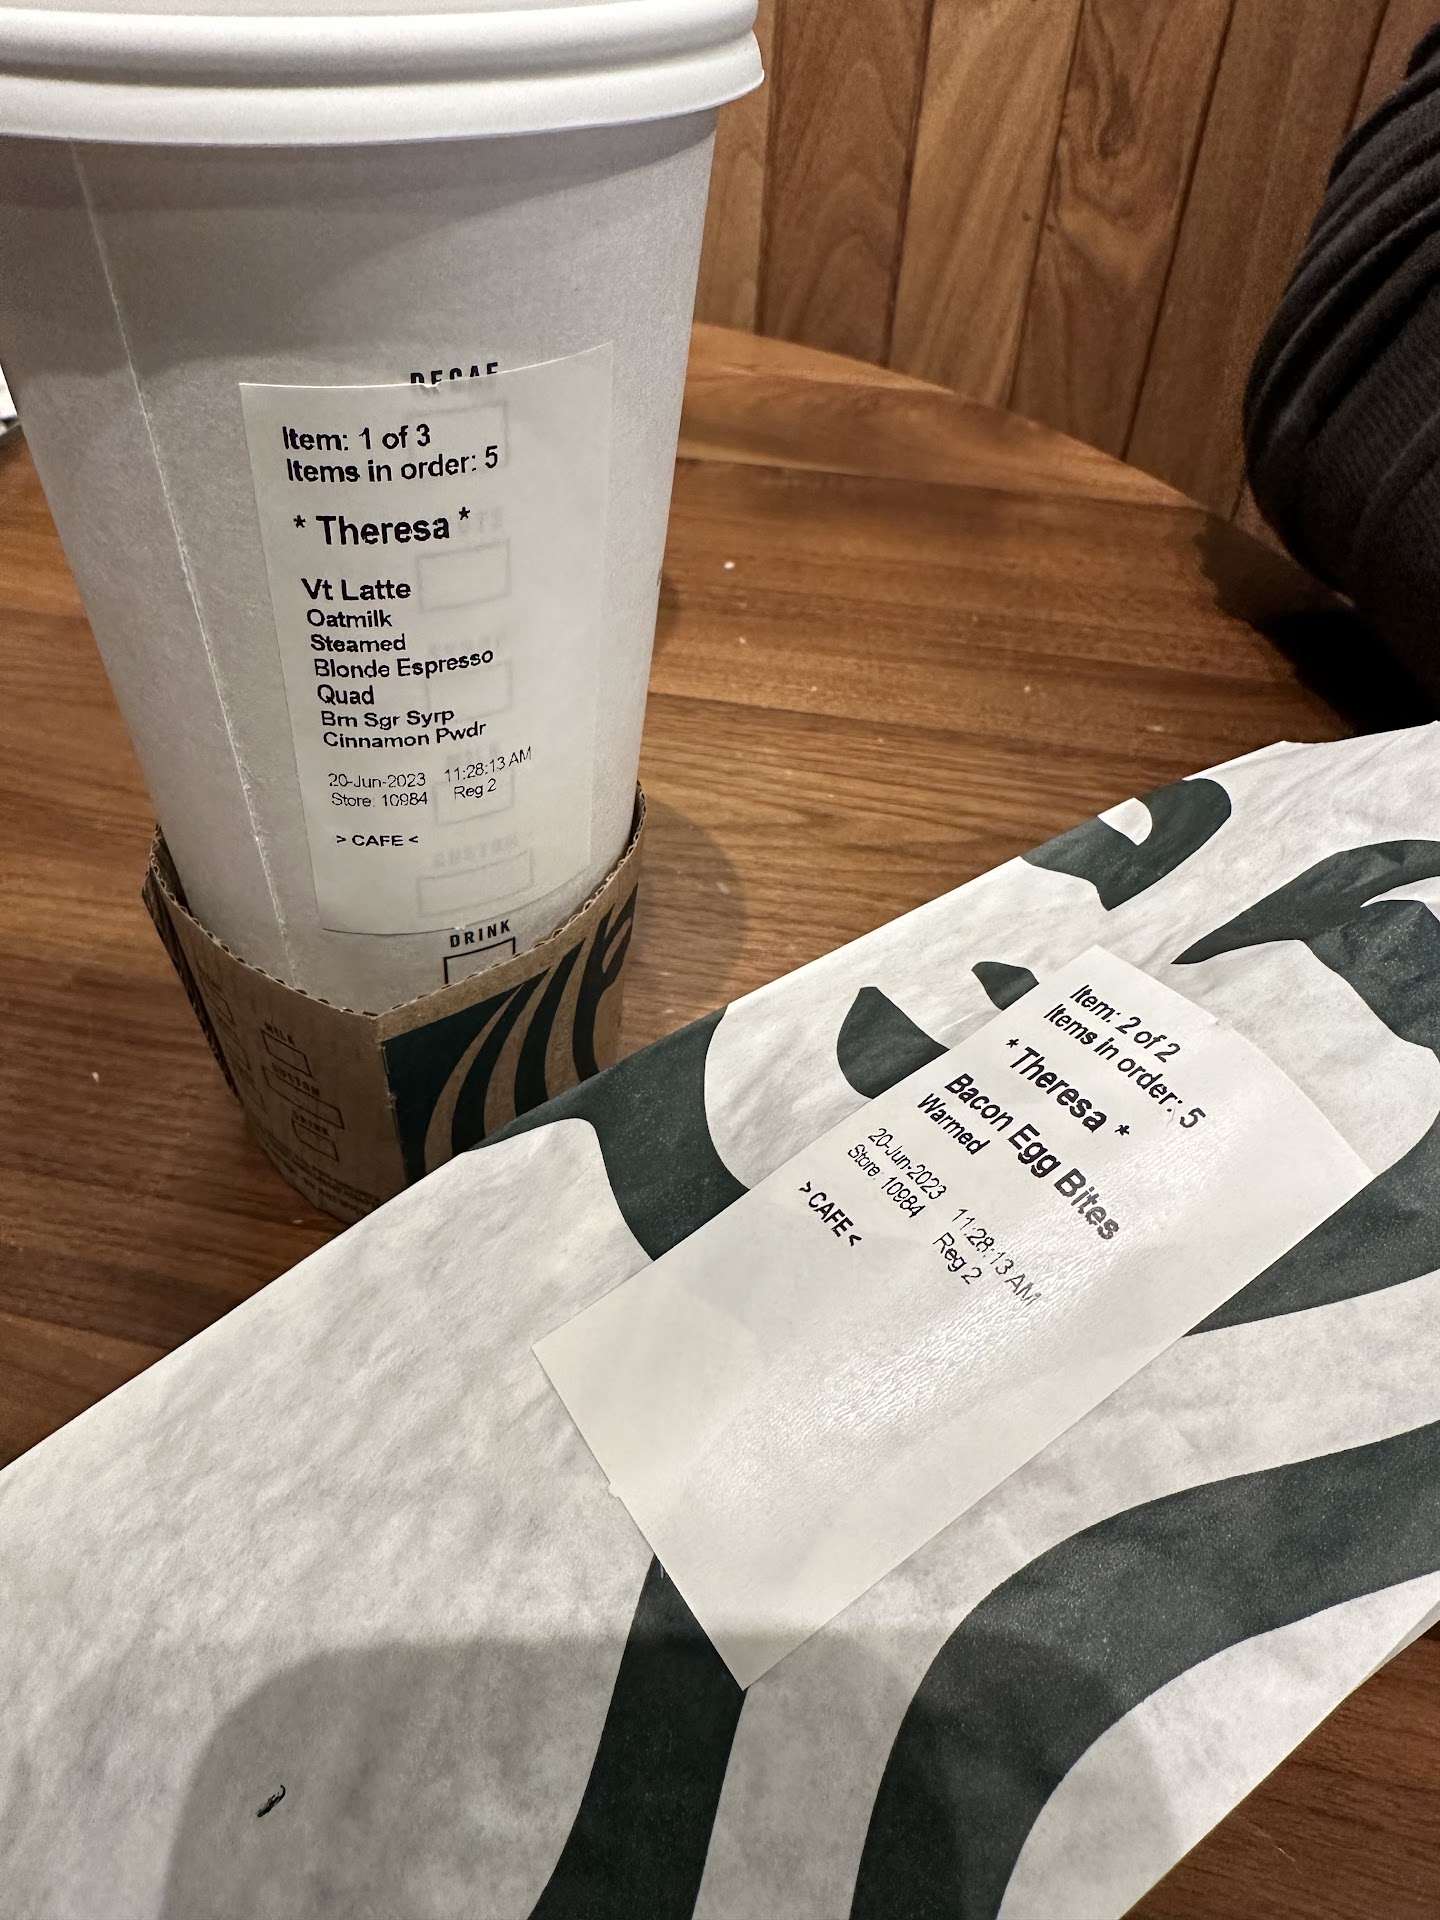 DECAF
Item: 1 of 3
Items in order: 5
* Theresa *
Vt Latte
Oatmilk
Steamed
Blonde Espresso
Quad
Brn Sgr Syrp
Cinnamon Pwdr
20-Jun-2023 11:28:13 AM
Store: 10984 Reg 2
> CAFE <
DRINK
MILK
CUSTOM
DRINK
Item: 2 of 2
Items in order: 5
* Theresa *
Bacon Egg Bites
Warmed
20-Jun-2023 11:28:13 AM
Store: 10984 Reg 2
> CAFE <